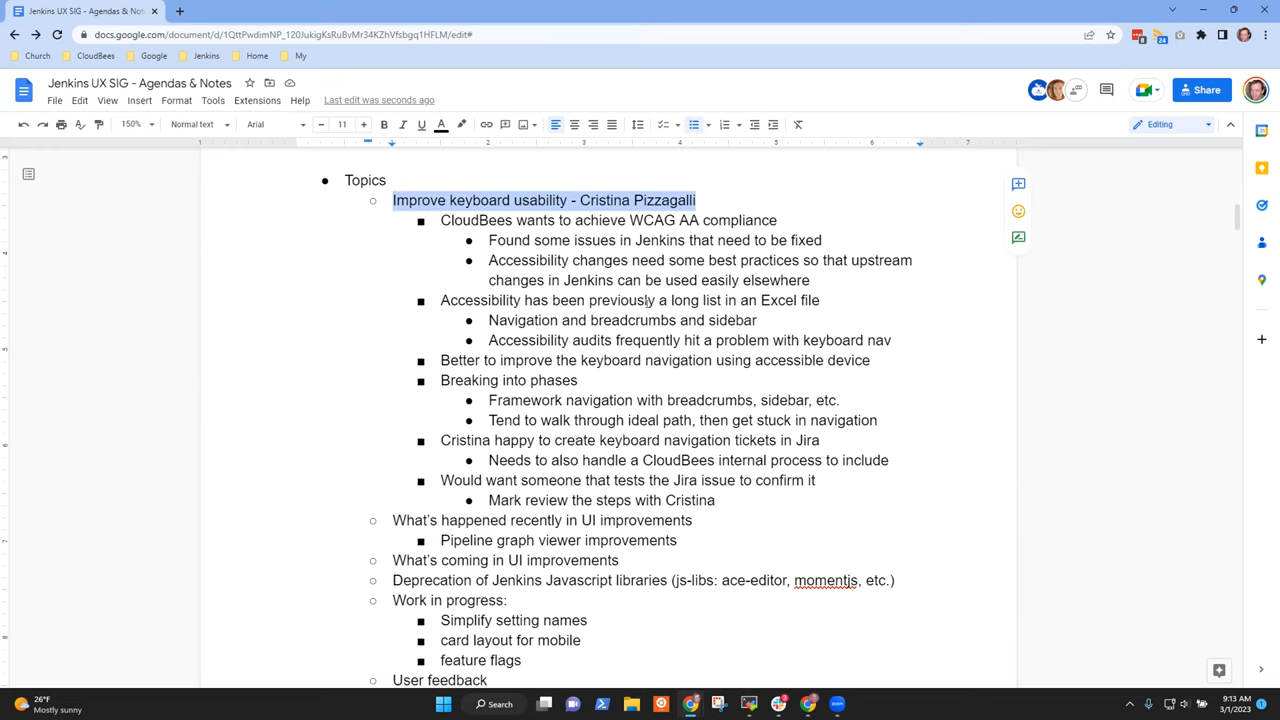 Jenkins UX SIG - Agendas & Notes
docs.google.com/document/d/1QttPwdimNP_120JukigKsRuBvMr34KZhVfsbgq1HFLM/edit#
Church
CloudBees
Google
Jenkins
Home
My
Jenkins UX SIG - Agendas & Notes
File Edit View Insert Format Tools Extensions Help Last edit was seconds ago
Share
150% Normal text Arial 11 B I U A Editing
1 2 3 4 5 6 7
Topics
Improve keyboard usability - Cristina Pizzagalli
CloudBees wants to achieve WCAG AA compliance
Found some issues in Jenkins that need to be fixed
Accessibility changes need some best practices so that upstream
changes in Jenkins can be used easily elsewhere
Accessibility has been previously a long list in an Excel file
Navigation and breadcrumbs and sidebar
Accessibility audits frequently hit a problem with keyboard nav
Better to improve the keyboard navigation using accessible device
Breaking into phases
Framework navigation with breadcrumbs, sidebar, etc.
Tend to walk through ideal path, then get stuck in navigation
Cristina happy to create keyboard navigation tickets in Jira
Needs to also handle a CloudBees internal process to include
Would want someone that tests the Jira issue to confirm it
Mark review the steps with Cristina
What's happened recently in UI improvements
Pipeline graph viewer improvements
What's coming in UI improvements
Deprecation of Jenkins Javascript libraries (js-libs: ace-editor, momentjs, etc.)
Work in progress:
Simplify setting names
card layout for mobile
feature flags
User feedback
26°F
Mostly sunny
Search
9:13 AM
3/1/2023